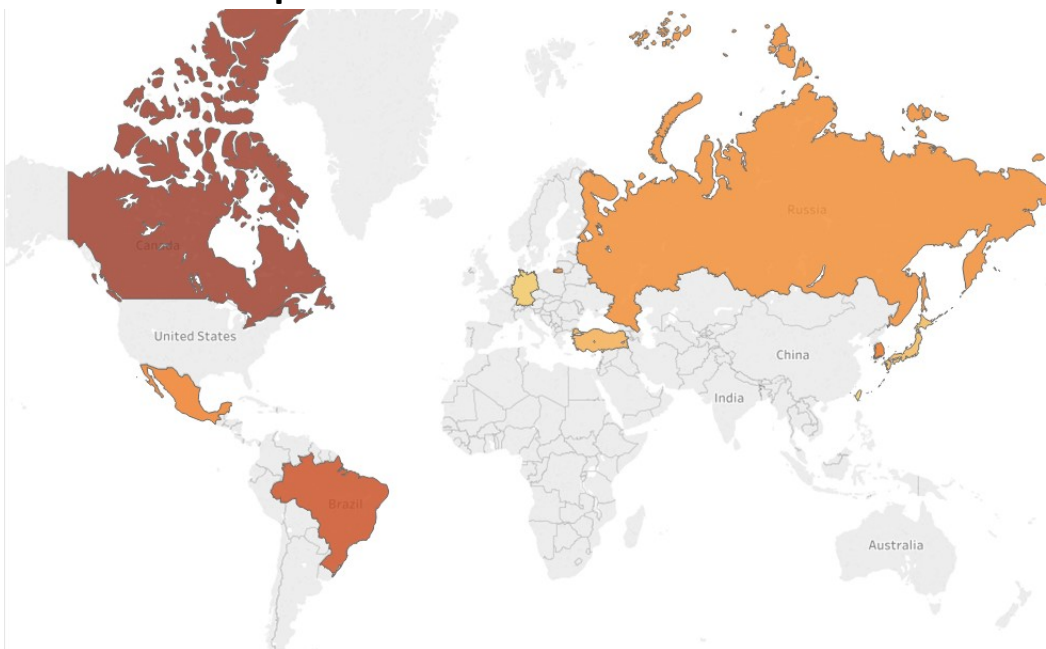 Russia
Canada
United States
China
India
Brazil
Australia